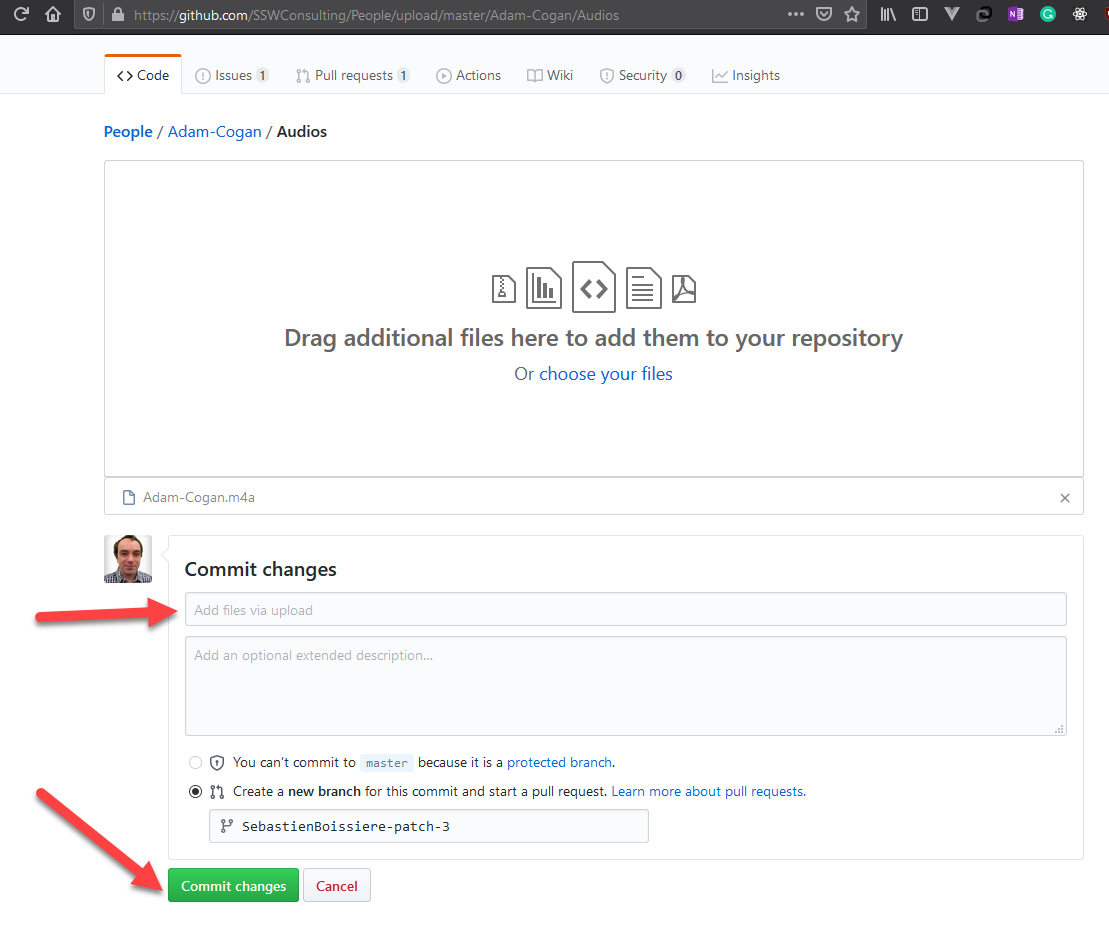 https://github.com/SSWConsulting/People/upload/master/Adam-Cogan/Audios
Code Issues 1 Pull requests 1 Actions Wiki Security 0 Insights
People / Adam-Cogan / Audios
Drag additional files here to add them to your repository
Or choose your files
Adam-Cogan.m4a
Commit changes
Add files via upload
Add an optional extended description...
You can't commit to master because it is a protected branch.
Create a new branch for this commit and start a pull request. Learn more about pull requests.
SebastienBoissiere-patch-3
Commit changes Cancel